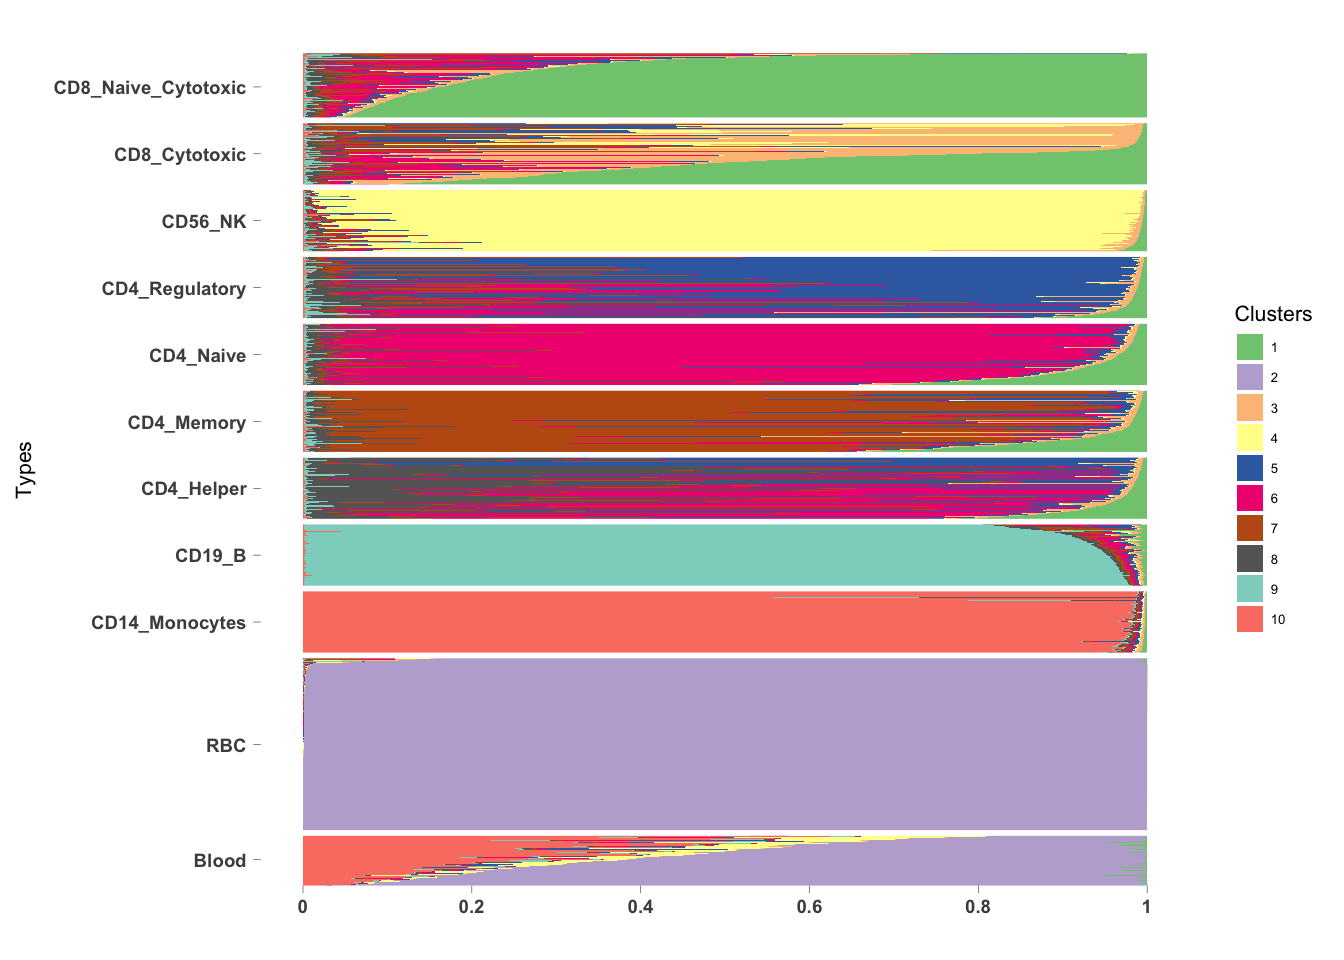 CD8_Naive_Cytotoxic
CD8_Cytotoxic
CD56_NK
CD4_Regulatory
CD4_Naive
CD4_Memory
CD4_Helper
CD19_B
CD14_Monocytes
RBC
Blood
Types
0 0.2 0.4 0.6 0.8 1
Clusters
1
2
3
4
5
6
7
8
9
10